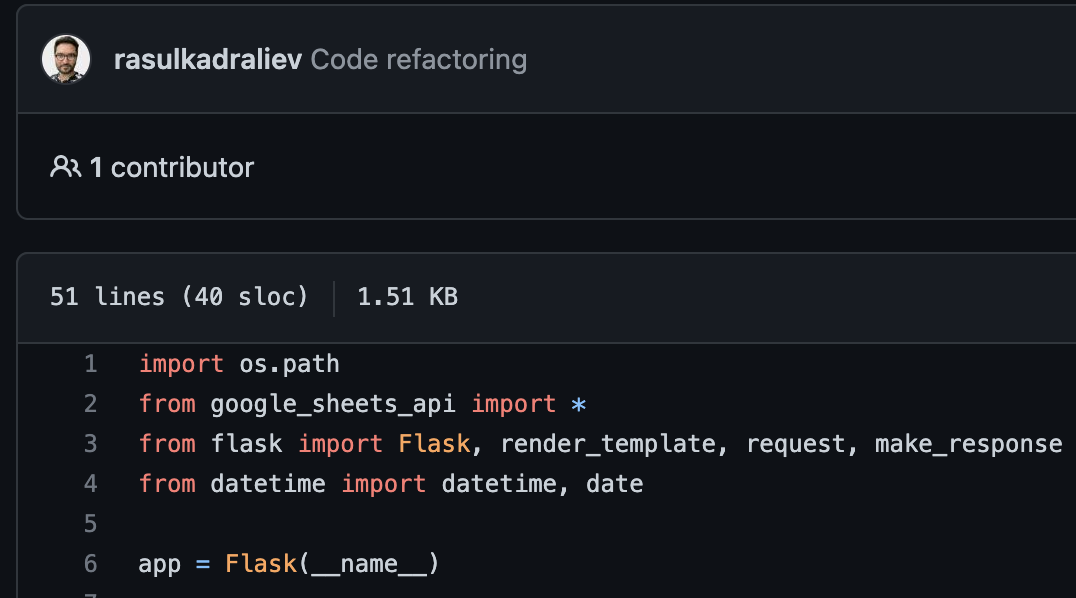 rasulkadraliev Code refactoring
1 contributor
51 lines (40 sloc) 1.51 KB
1 import os.path
2 from google_sheets_api import *
3 from flask import Flask, render_template, request, make_response
4 from datetime import datetime, date
5
6 app = Flask(__name__)